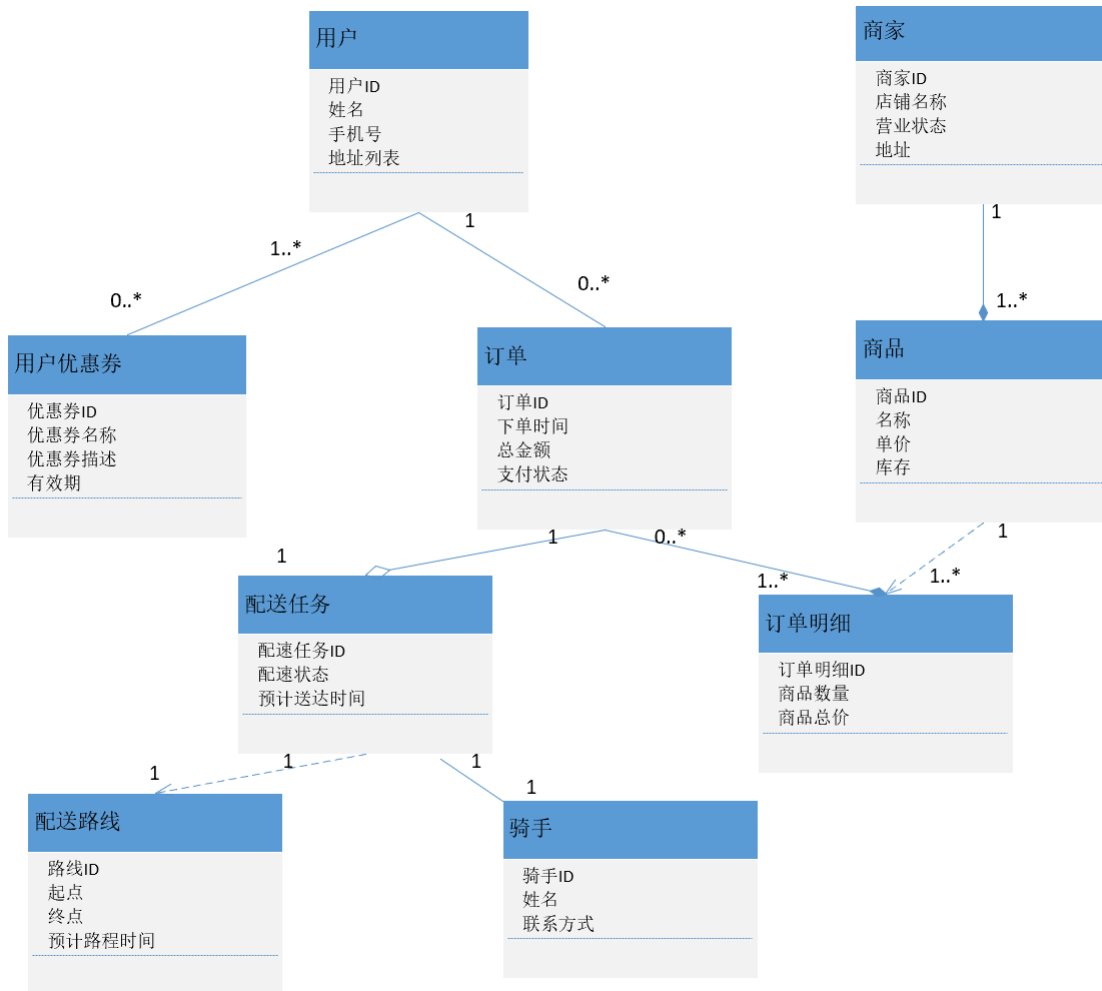 用户
用户ID
姓名
手机号
地址列表
商家
商家ID
店铺名称
营业状态
地址
1
1..*
0..*
0..*
1
1..*
用户优惠券
优惠券ID
优惠券名称
优惠券描述
有效期
订单
订单ID
下单时间
总金额
支付状态
商品
商品ID
名称
单价
库存
1
1
0..*
1..*
1
1..*
配送任务
配速任务ID
配速状态
预计送达时间
订单明细
订单明细ID
商品数量
商品总价
1
1
1
1
配送路线
路线ID
起点
终点
预计路程时间
骑手
骑手ID
姓名
联系方式